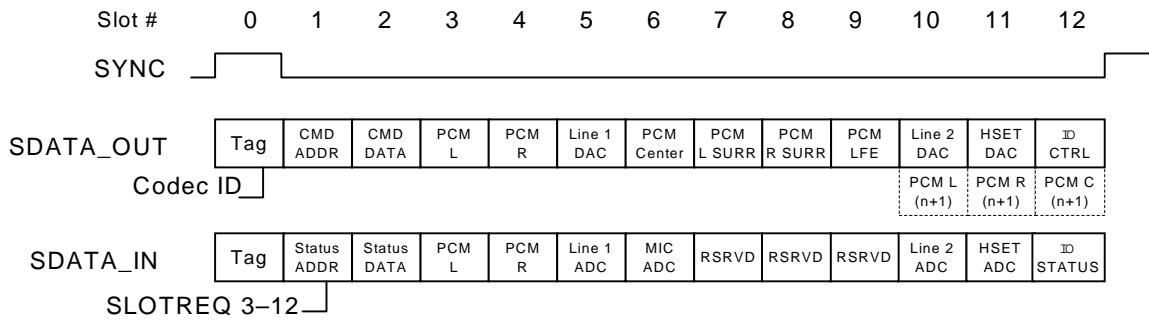 Slot # 0 1 2 3 4 5 6 7 8 9 10 11 12
SYNC
SDATA_OUT Tag CMD ADDR CMD DATA PCM L PCM R Line 1 DAC PCM Center PCM L SURR PCM R SURR PCM LFE Line 2 DAC HSET DAC IO CTRL
Codec ID PCM L (n+1) PCM R (n+1) PCM C (n+1)
SDATA_IN Tag Status ADDR Status DATA PCM L PCM R Line 1 ADC MIC ADC RSRVD RSRVD RSRVD Line 2 ADC HSET ADC IO STATUS
SLOTREQ 3–12